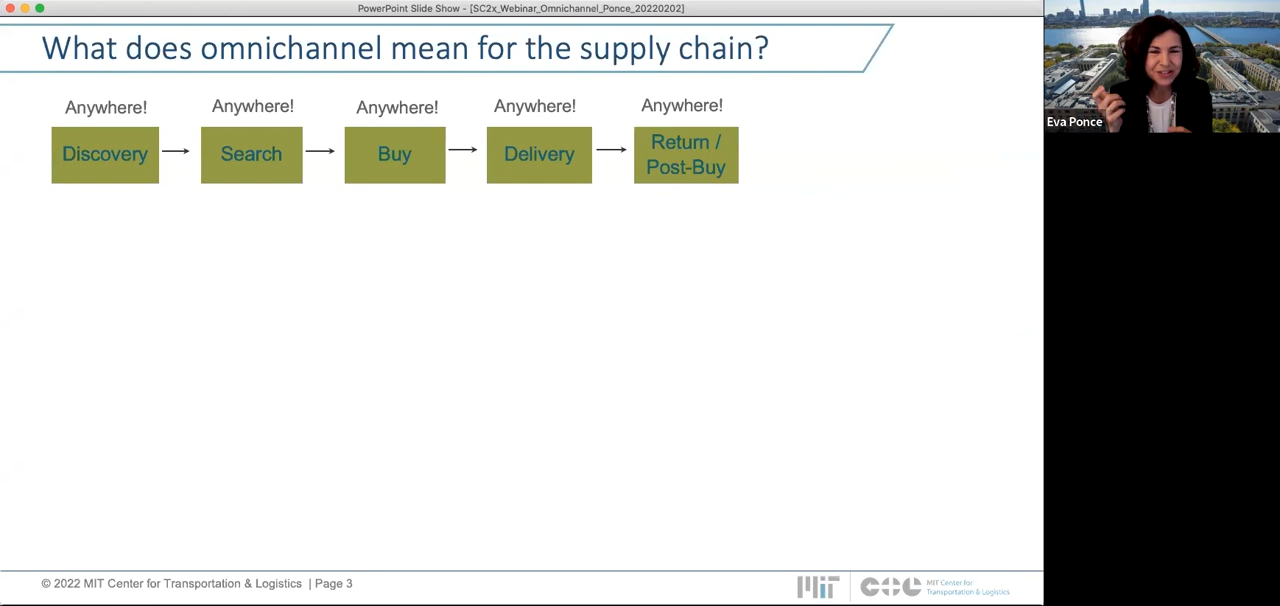 PowerPoint Slide Show - [SC2x_Webinar_Omnichannel_Ponce_20220202]
What does omnichannel mean for the supply chain?
Anywhere! Anywhere! Anywhere! Anywhere! Anywhere!
Discovery Search Buy Delivery Return /
Post-Buy
Eva Ponce
© 2022 MIT Center for Transportation & Logistics | Page 3
MIT CTL MIT Center for
Transportation & Logistics